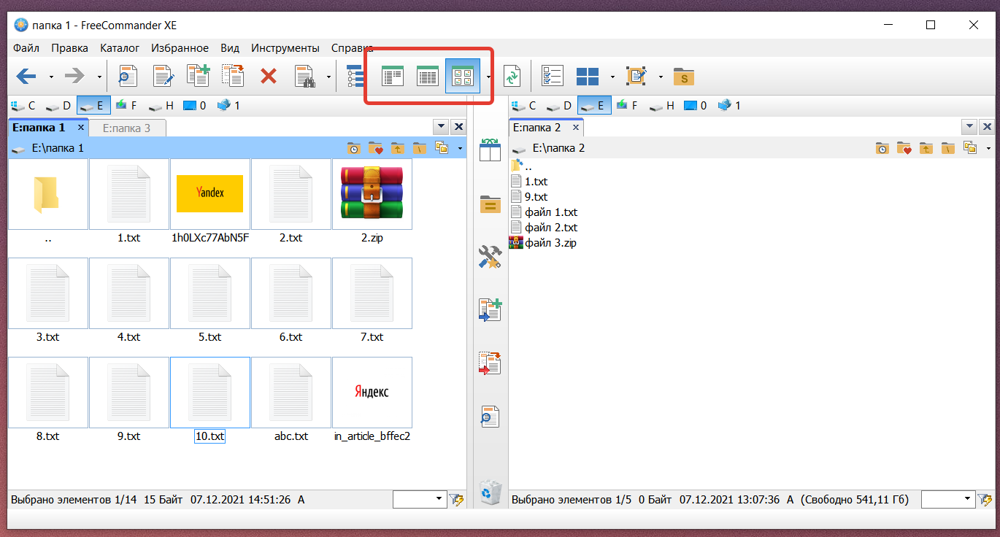 папка 1 - FreeCommander XE
Файл Правка Каталог Избранное Вид Инструменты Справка
S
C D E F H 0 1
C D E F H 0 1
E:папка 1 x E:папка 3
E:папка 2 x
E:\папка 1
E:\папка 2
..
1.txt
9.txt
файл 1.txt
файл 2.txt
файл 3.zip
Yandex
.. 1.txt 1h0LXc77AbN5F 2.txt 2.zip
3.txt 4.txt 5.txt 6.txt 7.txt
Яндекс
8.txt 9.txt 10.txt abc.txt in_article_bffec2
Выбрано элементов 1/14 15 Байт 07.12.2021 14:51:26 A
Выбрано элементов 1/5 0 Байт 07.12.2021 13:07:36 A (Свободно 541,11 Гб)